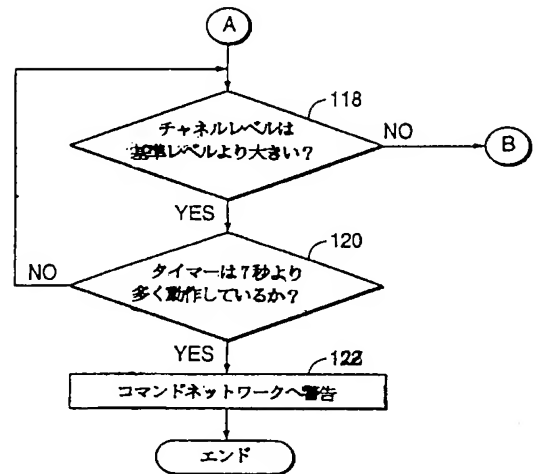 A
118
チャネルレベルは
基準レベルより大きい?
NO
B
YES
120
タイマーは7秒より
多く動作しているか?
NO
YES
122
コマンドネットワークへ警告
エンド